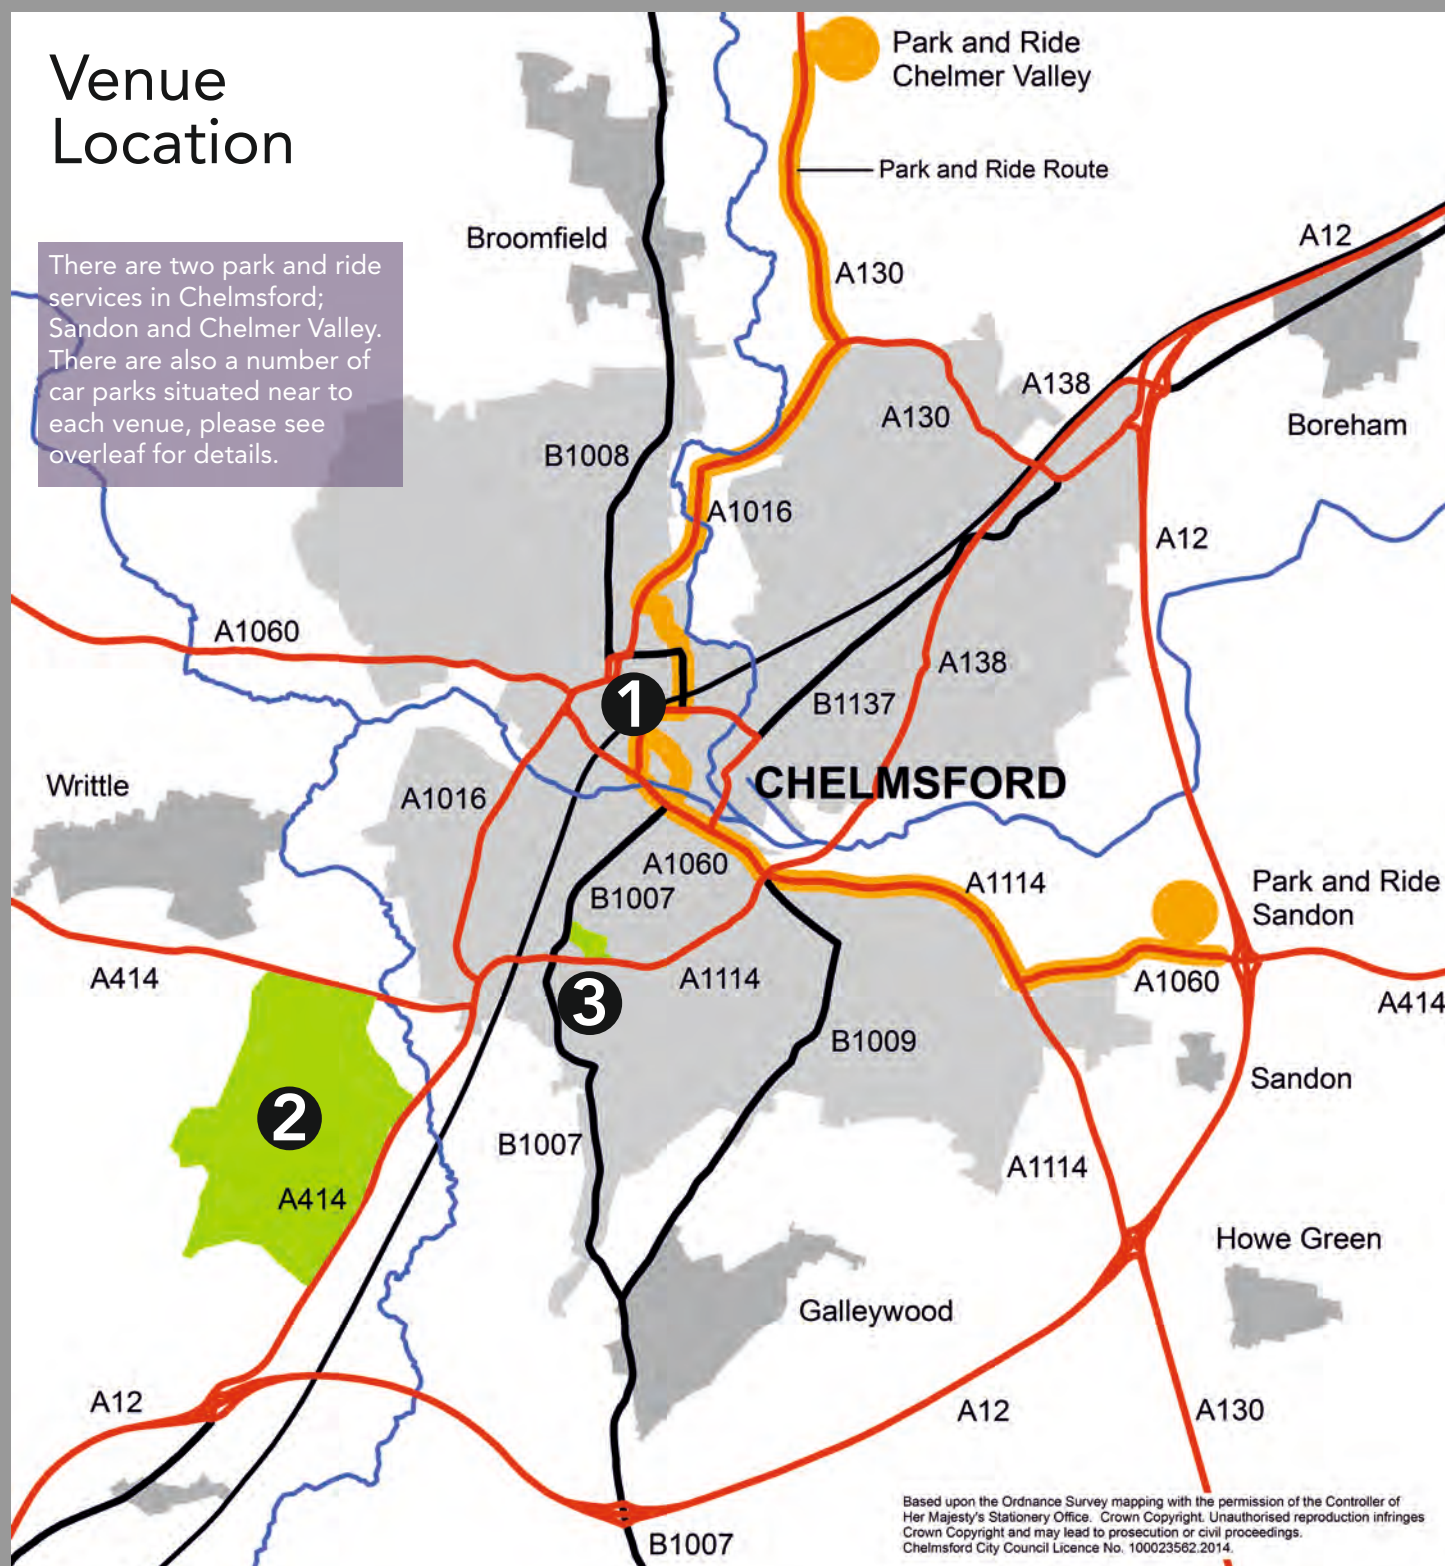 Venue
Location
There are two park and ride
services in Chelmsford;
Sandon and Chelmer Valley.
There are also a number of
car parks situated near to
each venue, please see
overleaf for details.
Park and Ride
Chelmer Valley
Park and Ride Route
Broomfield
A12
A130
A138
A130
Boreham
B1008
A1016
A12
A1060
A138
1
B1137
CHELMSFORD
Writtle
A1016
A1060
B1007
A1114
Park and Ride
Sandon
A414
A1114
A1060
A414
3
B1009
Sandon
2
B1007
A1114
A414
Howe Green
Galleywood
A12
A12
A130
Based upon the Ordnance Survey mapping with the permission of the Controller of
Her Majesty's Stationery Office. Crown Copyright. Unauthorised reproduction infringes
Crown Copyright and may lead to prosecution or civil proceedings.
Chelmsford City Council Licence No. 100023562.2014.
B1007